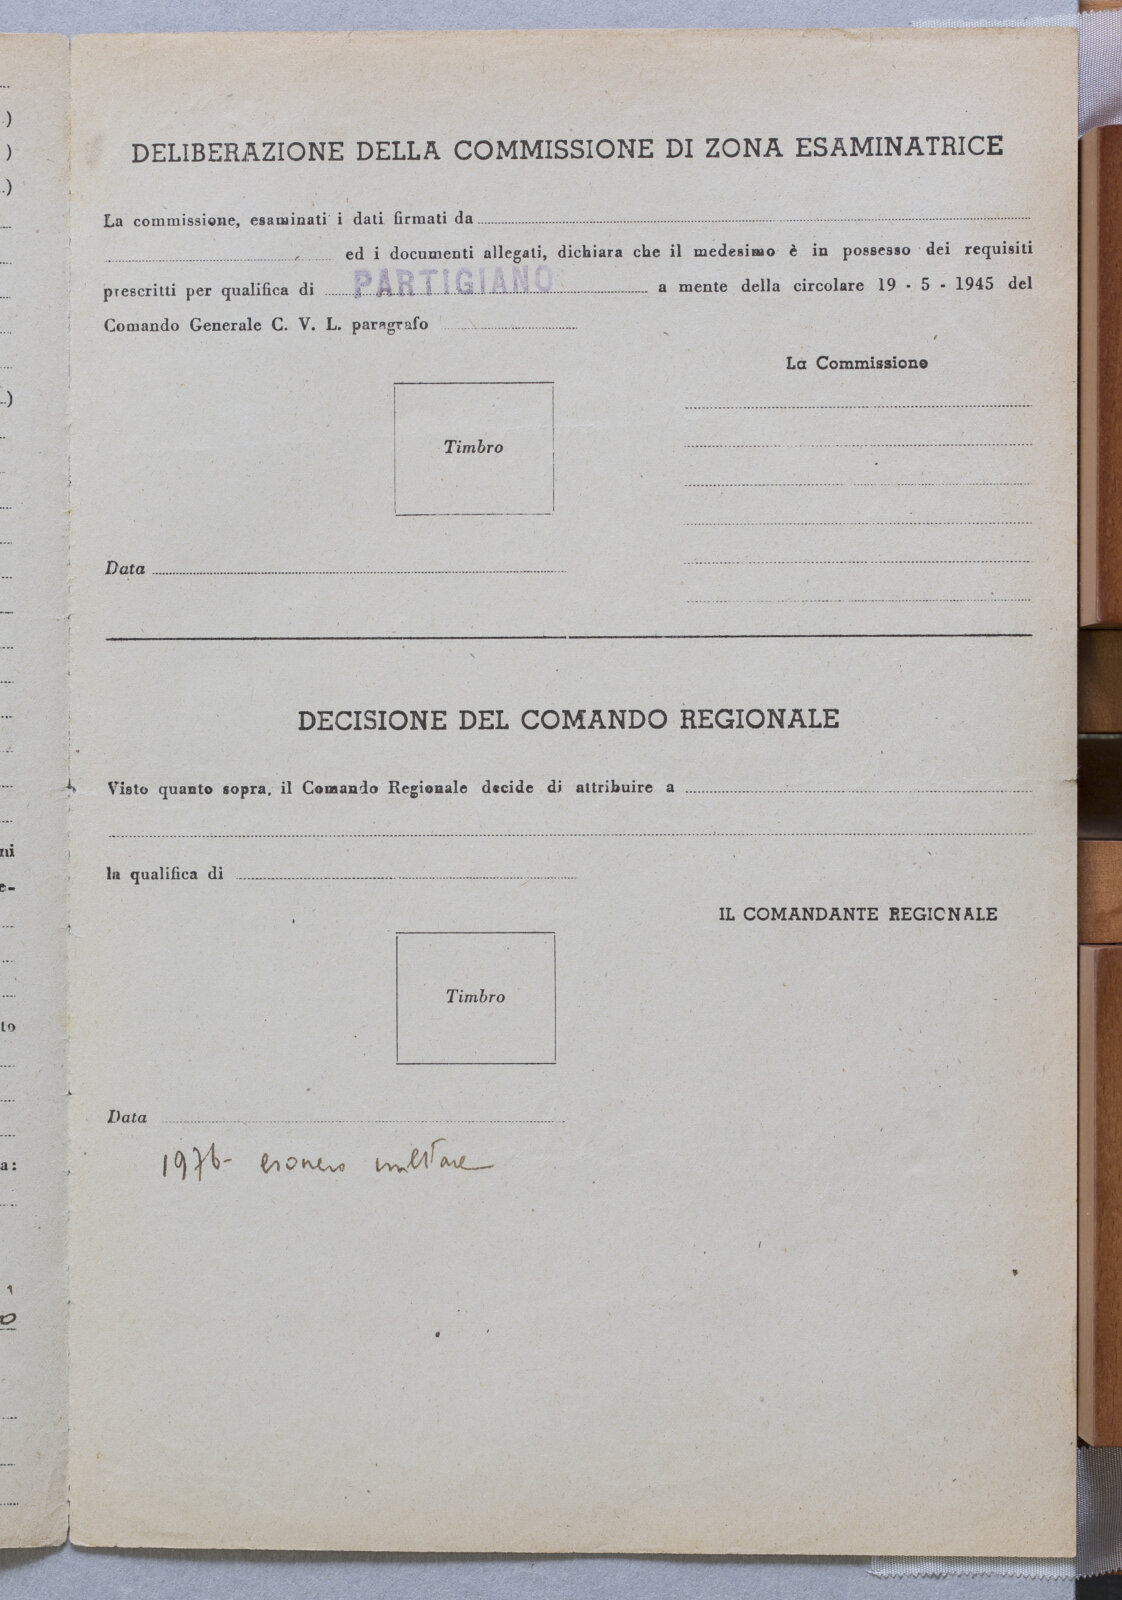 DELIBERAZIONE DELLA COMMISSIONE DI ZONA ESAMINATRICE
La commissione, esaminati i dati firmati da
ed i documenti allegati, dichiara che il medesimo è in possesso dei requisiti
prescritti per qualifica di PARTIGIANO a mente della circolare 19 - 5 - 1945 del
Comando Generale C. V. L. paragrafo
La Commissione
Timbro
Data
DECISIONE DEL COMANDO REGIONALE
Visto quanto sopra, il Comando Regionale decide di attribuire a
la qualifica di
IL COMANDANTE REGIONALE
Timbro
Data
1976- esonero militare